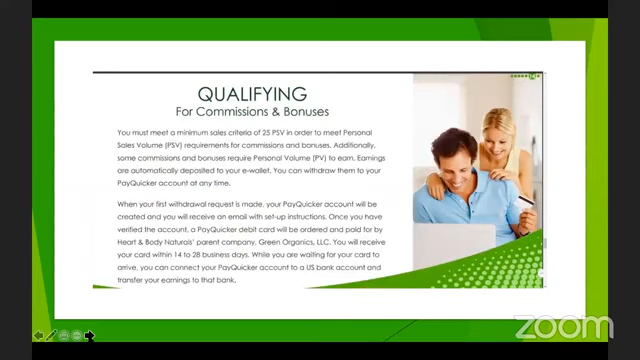 QUALIFYING
For Commissions & Bonuses
You must meet a minimum sales criteria of 25 PSV in order to meet Personal
Sales Volume (PSV) requirements for commissions and bonuses. Additionally,
some commissions and bonuses require Personal Volume (PV) to earn. Earnings
are automatically deposited to your e-wallet. You can withdraw them to your
PayQuicker account at any time.
When your first withdrawal request is made, your PayQuicker account will be
created and you will receive an email with set-up instructions. Once you have
verified the account, a PayQuicker debit card will be ordered and paid for by
Heart & Body Naturals' parent company, Green Organics, LLC. You will receive
your card within 14 to 28 business days. While you are waiting for your card to
arrive, you can connect your PayQuicker account to a US bank account and
transfer your earnings to that bank.
zoom